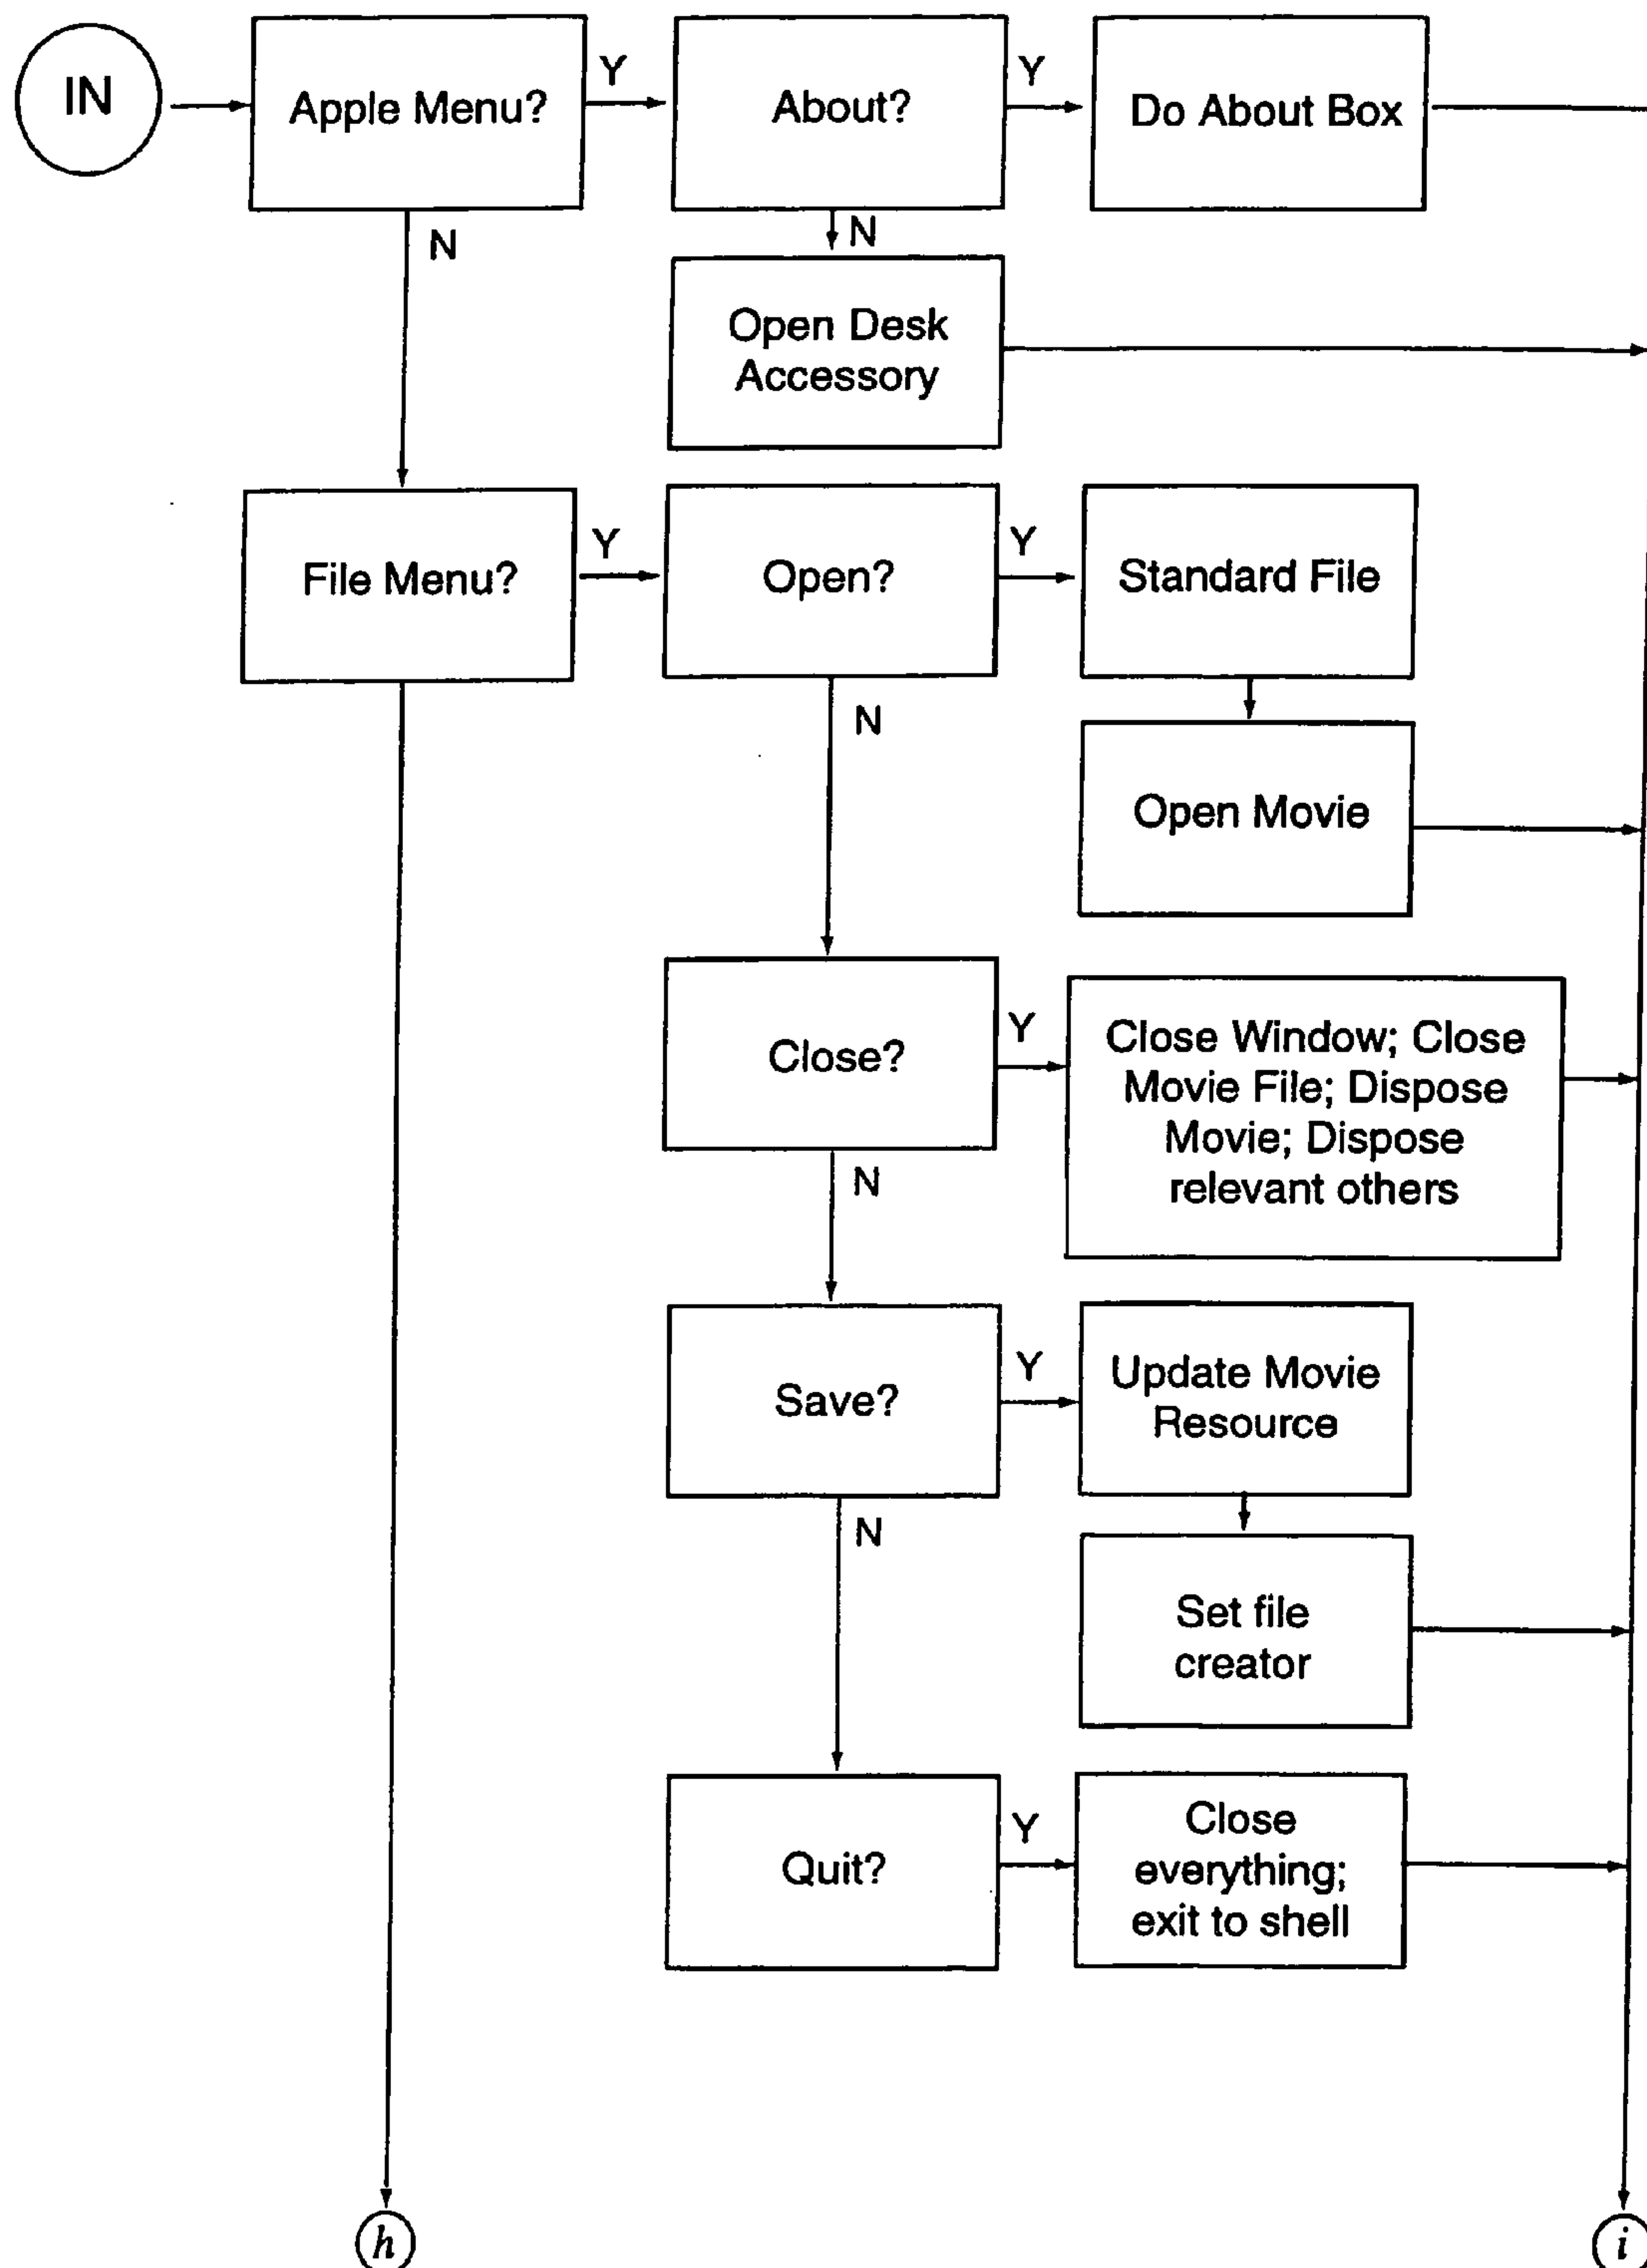 IN
Apple Menu?
Y
About?
Y
Do About Box
N
N
Open Desk
Accessory
File Menu?
Y
Open?
Y
Standard File
N
Open Movie
Close?
Y
Close Window; Close
Movie File; Dispose
Movie; Dispose
relevant others
N
Save?
Y
Update Movie
Resource
N
Set file
creator
Quit?
Y
Close
everything;
exit to shell
h
i